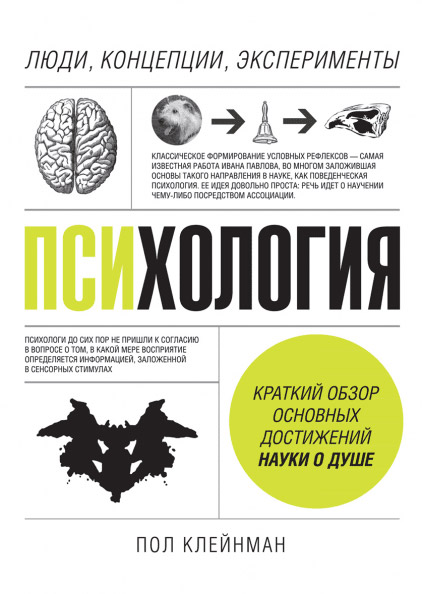 ЛЮДИ, КОНЦЕПЦИИ, ЭКСПЕРИМЕНТЫ
КЛАССИЧЕСКОЕ ФОРМИРОВАНИЕ УСЛОВНЫХ РЕФЛЕКСОВ — САМАЯ
ИЗВЕСТНАЯ РАБОТА ИВАНА ПАВЛОВА, ВО МНОГОМ ЗАЛОЖИВШАЯ
ОСНОВЫ ТАКОГО НАПРАВЛЕНИЯ В НАУКЕ, КАК ПОВЕДЕНЧЕСКАЯ
ПСИХОЛОГИЯ. ЕЕ ИДЕЯ ДОВОЛЬНО ПРОСТА: РЕЧЬ ИДЕТ О НАУЧЕНИИ
ЧЕМУ-ЛИБО ПОСРЕДСТВОМ АССОЦИАЦИИ.
ПСИХОЛОГИЯ
ПСИХОЛОГИ ДО СИХ ПОР НЕ ПРИШЛИ К СОГЛАСИЮ
В ВОПРОСЕ О ТОМ, В КАКОЙ МЕРЕ ВОСПРИЯТИЕ
ОПРЕДЕЛЯЕТСЯ ИНФОРМАЦИЕЙ, ЗАЛОЖЕННОЙ
В СЕНСОРНЫХ СТИМУЛАХ
КРАТКИЙ ОБЗОР
ОСНОВНЫХ
ДОСТИЖЕНИЙ
НАУКИ О ДУШЕ
ПОЛ КЛЕЙНМАН